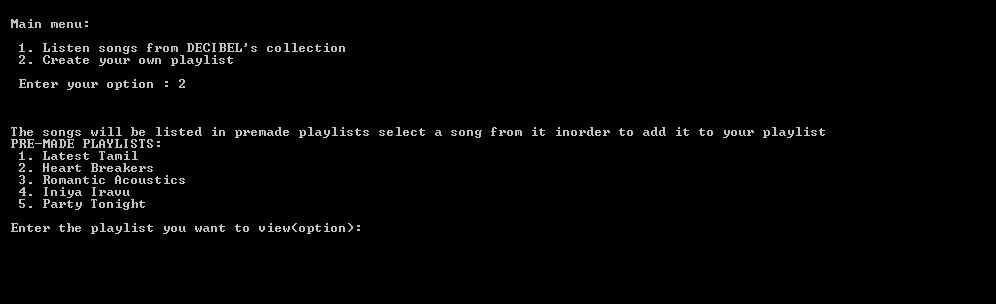 Main menu:
1. Listen songs from DECIBEL's collection
2. Create your own playlist
Enter your option : 2
The songs will be listed in premade playlists select a song from it inorder to add it to your playlist
PRE-MADE PLAYLISTS:
1. Latest Tamil
2. Heart Breakers
3. Romantic Acoustics
4. Iniya Iravu
5. Party Tonight
Enter the playlist you want to view(option):